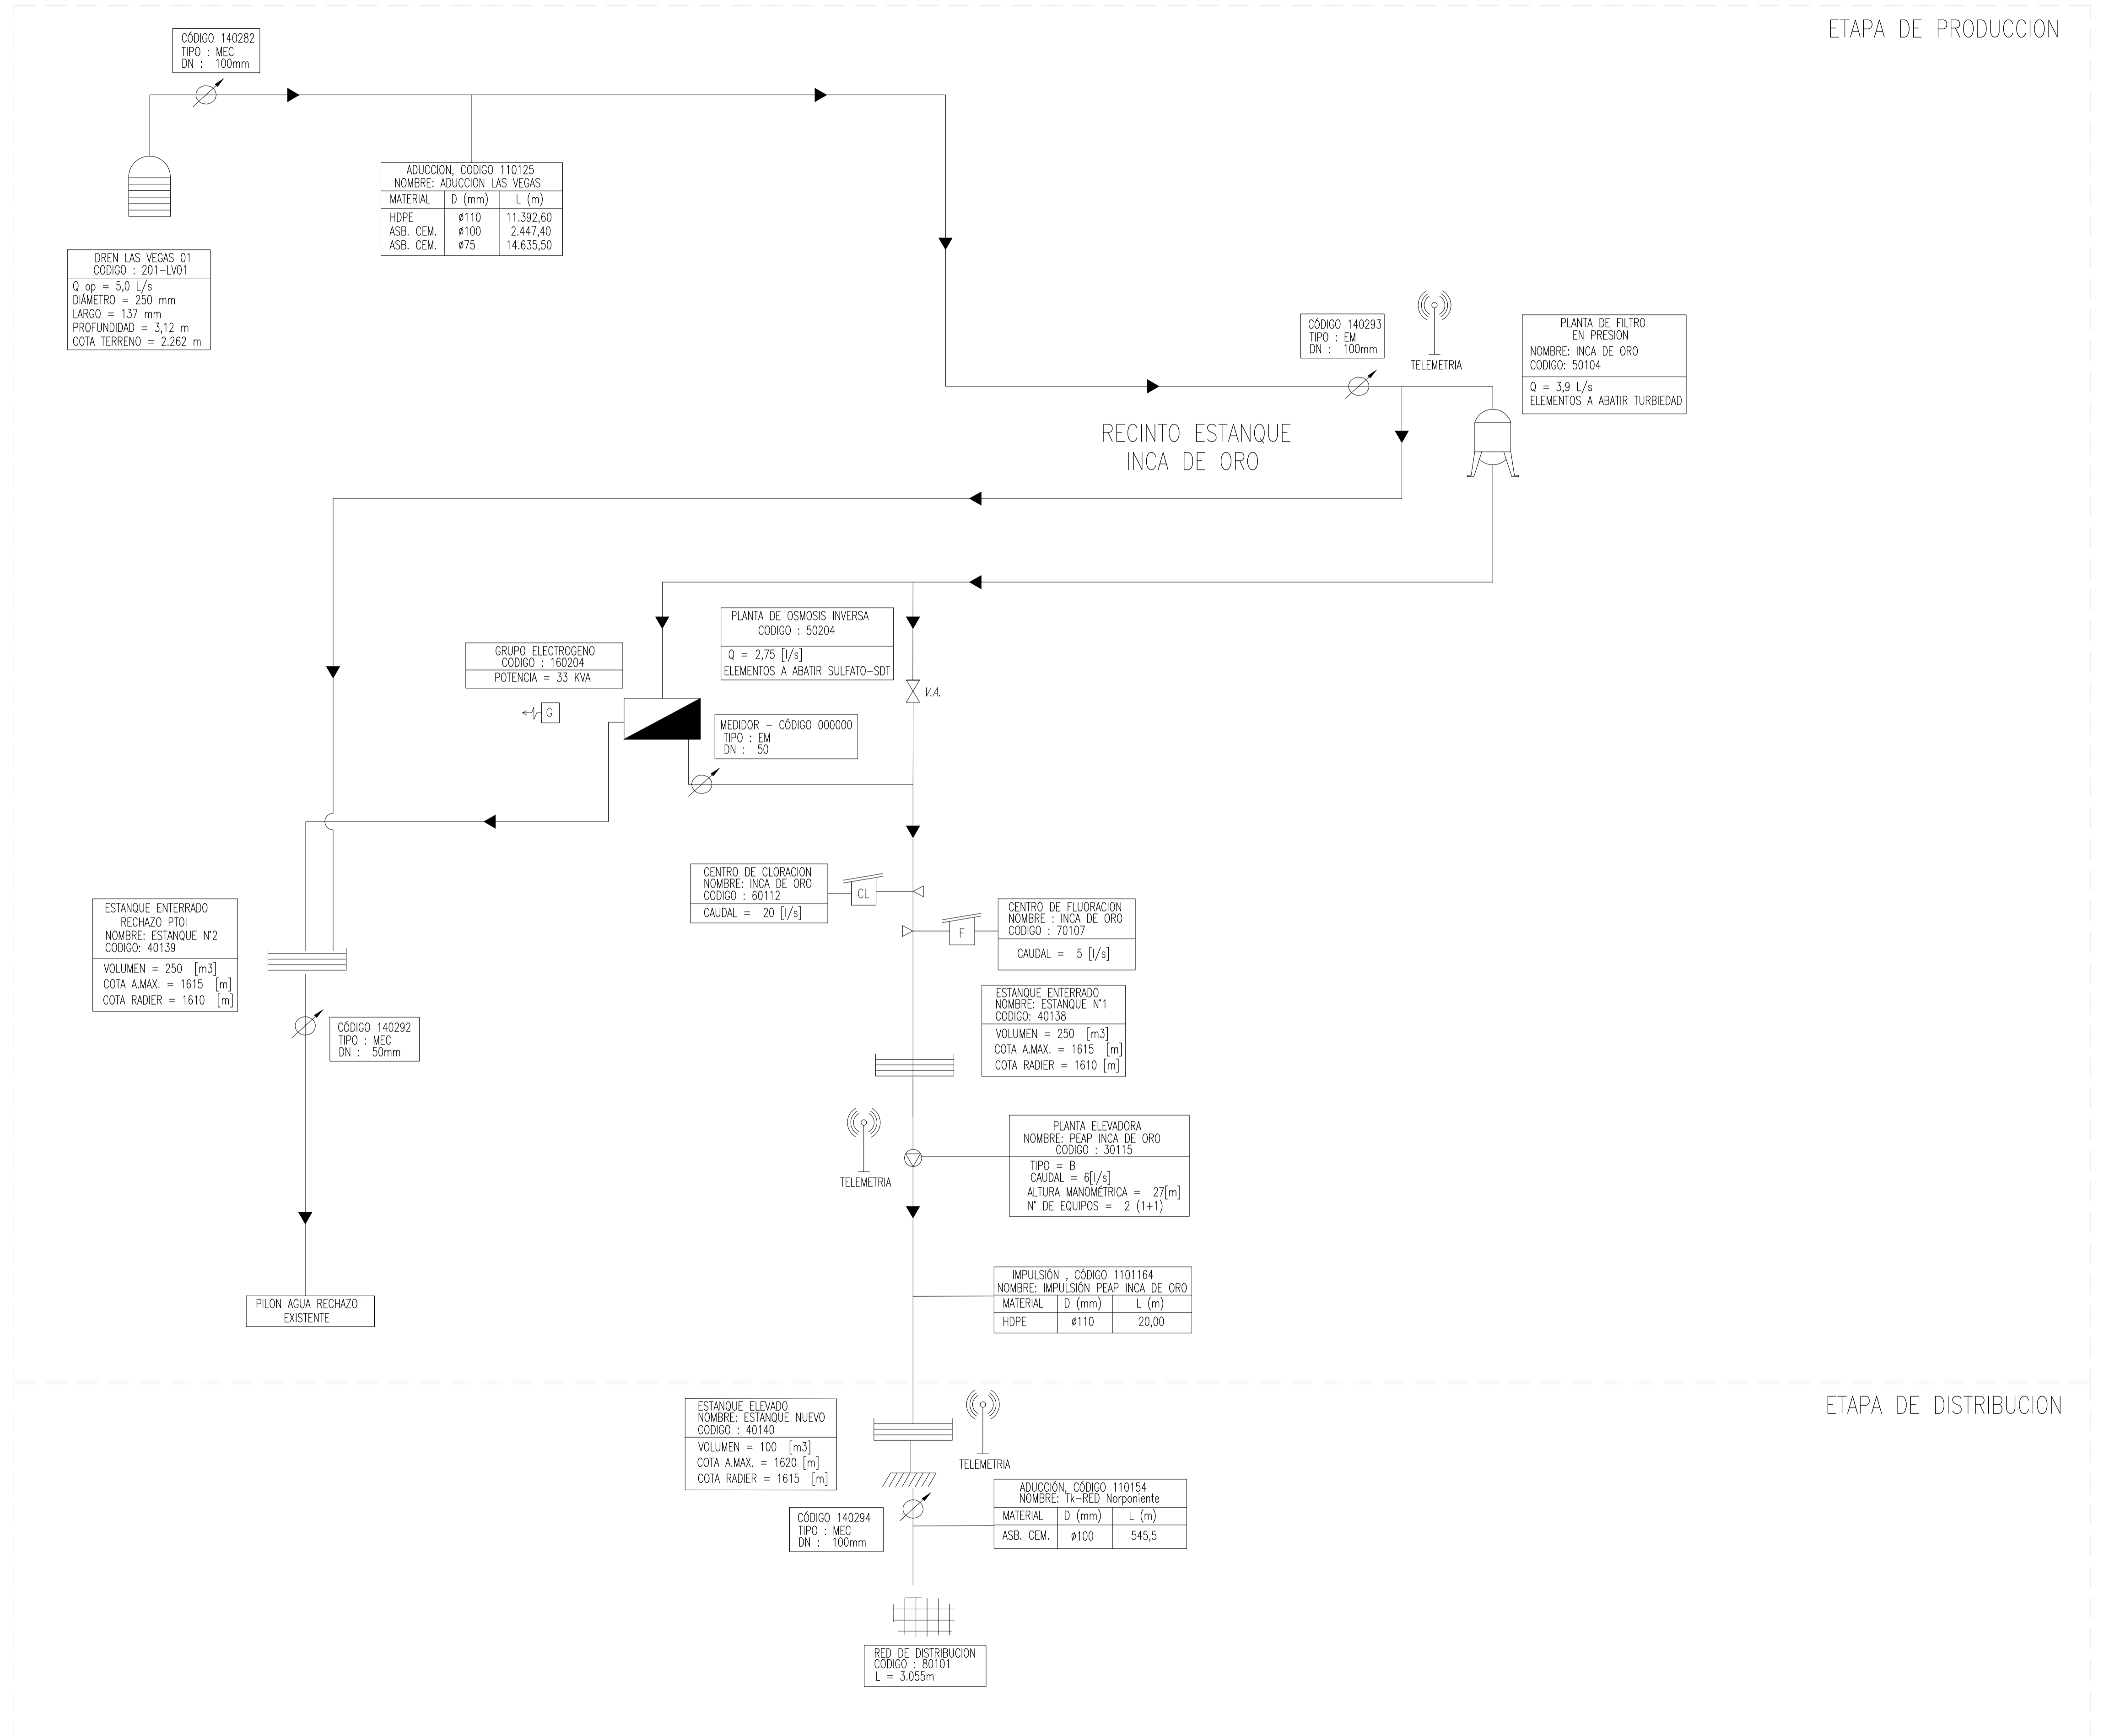 ETAPA DE PRODUCCION
CÓDIGO 140282
TIPO : MEC
DN : 100mm
ADUCCION, CODIGO 110125
NOMBRE: ADUCCION LAS VEGAS
MATERIAL D (mm) L (m)
HDPE ø110 11.392,60
ASB. CEM. ø100 2.447,40
ASB. CEM. ø75 14.635,50
DREN LAS VEGAS 01
CODIGO : 201-LV01
Q op = 5,0 L/s
DIÁMETRO = 250 mm
LARGO = 137 mm
PROFUNDIDAD = 3,12 m
COTA TERRENO = 2.262 m
CÓDIGO 140293
TIPO : EM
DN : 100mm
TELEMETRIA
PLANTA DE FILTRO
EN PRESION
NOMBRE: INCA DE ORO
CODIGO: 50104
Q = 3,9 L/s
ELEMENTOS A ABATIR TURBIEDAD
RECINTO ESTANQUE
INCA DE ORO
PLANTA DE OSMOSIS INVERSA
CODIGO : 50204
Q = 2,75 [l/s]
ELEMENTOS A ABATIR SULFATO-SDT
GRUPO ELECTROGENO
CODIGO : 160204
POTENCIA = 33 KVA
G
V.A.
MEDIDOR - CÓDIGO 000000
TIPO : EM
DN : 50
CENTRO DE CLORACION
NOMBRE: INCA DE ORO
CODIGO : 60112
CAUDAL = 20 [l/s]
CL
F
CENTRO DE FLUORACION
NOMBRE : INCA DE ORO
CODIGO : 70107
CAUDAL = 5 [l/s]
ESTANQUE ENTERRADO
RECHAZO PTOI
NOMBRE: ESTANQUE N°2
CODIGO: 40139
VOLUMEN = 250 [m3]
COTA A.MAX. = 1615 [m]
COTA RADIER = 1610 [m]
CÓDIGO 140292
TIPO : MEC
DN : 50mm
ESTANQUE ENTERRADO
NOMBRE: ESTANQUE N°1
CODIGO: 40138
VOLUMEN = 250 [m3]
COTA A.MAX. = 1615 [m]
COTA RADIER = 1610 [m]
TELEMETRIA
PLANTA ELEVADORA
NOMBRE: PEAP INCA DE ORO
CODIGO : 30115
TIPO = B
CAUDAL = 6[l/s]
ALTURA MANOMÉTRICA = 27[m]
N° DE EQUIPOS = 2 (1+1)
IMPULSIÓN , CÓDIGO 1101164
NOMBRE: IMPULSIÓN PEAP INCA DE ORO
MATERIAL D (mm) L (m)
HDPE ø110 20,00
PILON AGUA RECHAZO
EXISTENTE
ETAPA DE DISTRIBUCION
ESTANQUE ELEVADO
NOMBRE: ESTANQUE NUEVO
CODIGO : 40140
VOLUMEN = 100 [m3]
COTA A.MAX. = 1620 [m]
COTA RADIER = 1615 [m]
TELEMETRIA
ADUCCIÓN, CÓDIGO 110154
NOMBRE: Tk-RED Norponiente
MATERIAL D (mm) L (m)
ASB. CEM. ø100 545,5
CÓDIGO 140294
TIPO : MEC
DN : 100mm
RED DE DISTRIBUCION
CODIGO : 80101
L = 3.055m